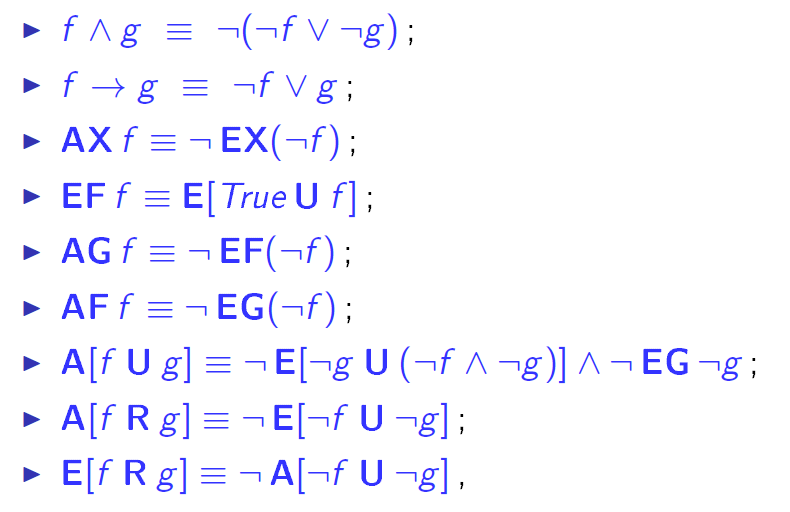 ▶ f ∧ g ≡ ¬(¬f ∨ ¬g) ;
▶ f → g ≡ ¬f ∨ g ;
▶ AX f ≡ ¬ EX(¬f) ;
▶ EF f ≡ E[True U f] ;
▶ AG f ≡ ¬ EF(¬f) ;
▶ AF f ≡ ¬ EG(¬f) ;
▶ A[f U g] ≡ ¬ E[¬g U (¬f ∧ ¬g)] ∧ ¬ EG ¬g ;
▶ A[f R g] ≡ ¬ E[¬f U ¬g] ;
▶ E[f R g] ≡ ¬ A[¬f U ¬g] ,